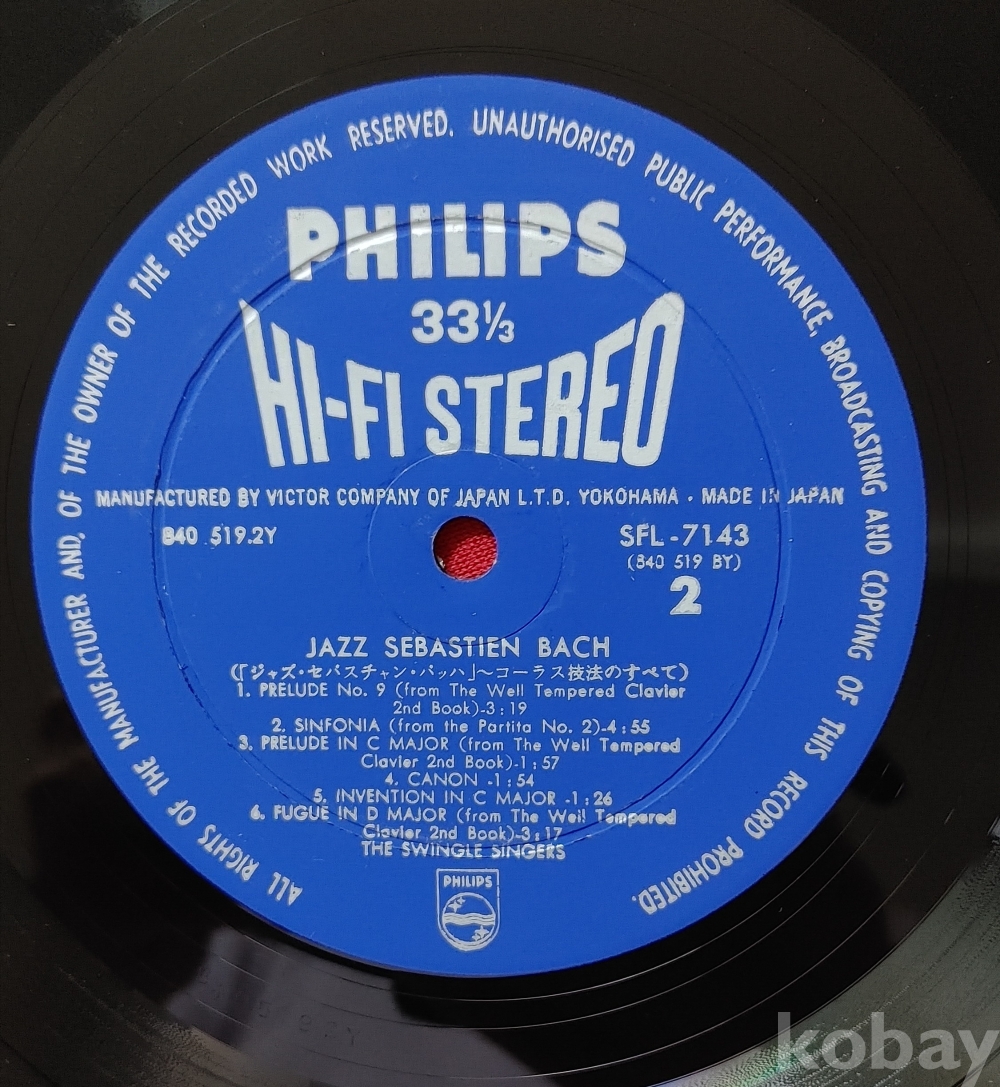 ALL RIGHTS OF THE MANUFACTURER AND. OF THE OWNER OF THE RECORDED WORK RESERVED. UNAUTHORISED PUBLIC PERFORMANCE, BROADCASTING AND COPYING OF THIS RECORD PROHIBITED.
PHILIPS
33⅓
HI-FI STEREO
MANUFACTURED BY VICTOR COMPANY OF JAPAN L.T.D. YOKOHAMA · MADE IN JAPAN
840 519.2Y
SFL-7143
(840 519 BY)
2
JAZZ SEBASTIEN BACH
(「ジャズ・セバスチャン・バッハ」〜コーラス技法のすべて)
1. PRELUDE No. 9 (from The Well Tempered Clavier
2nd Book)-3:19
2. SINFONIA (from the Partita No. 2)-4:55
3. PRELUDE IN C MAJOR (from The Well Tempered
Clavier 2nd Book)-1:57
4. CANON -1:54
5. INVENTION IN C MAJOR -1:26
6. FUGUE IN D MAJOR (from The Well Tempered
Clavier 2nd Book)-3:17
THE SWINGLE SINGERS
PHILIPS
kobay